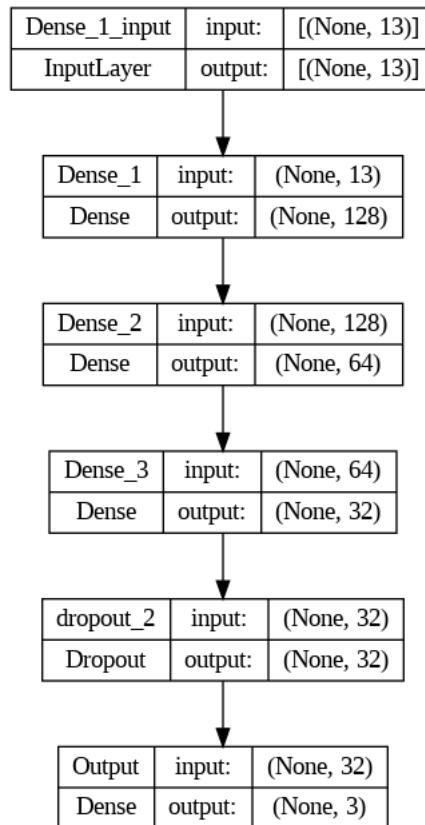 Dense_1_input input: [(None, 13)]
InputLayer output: [(None, 13)]
Dense_1 input: (None, 13)
Dense output: (None, 128)
Dense_2 input: (None, 128)
Dense output: (None, 64)
Dense_3 input: (None, 64)
Dense output: (None, 32)
dropout_2 input: (None, 32)
Dropout output: (None, 32)
Output input: (None, 32)
Dense output: (None, 3)